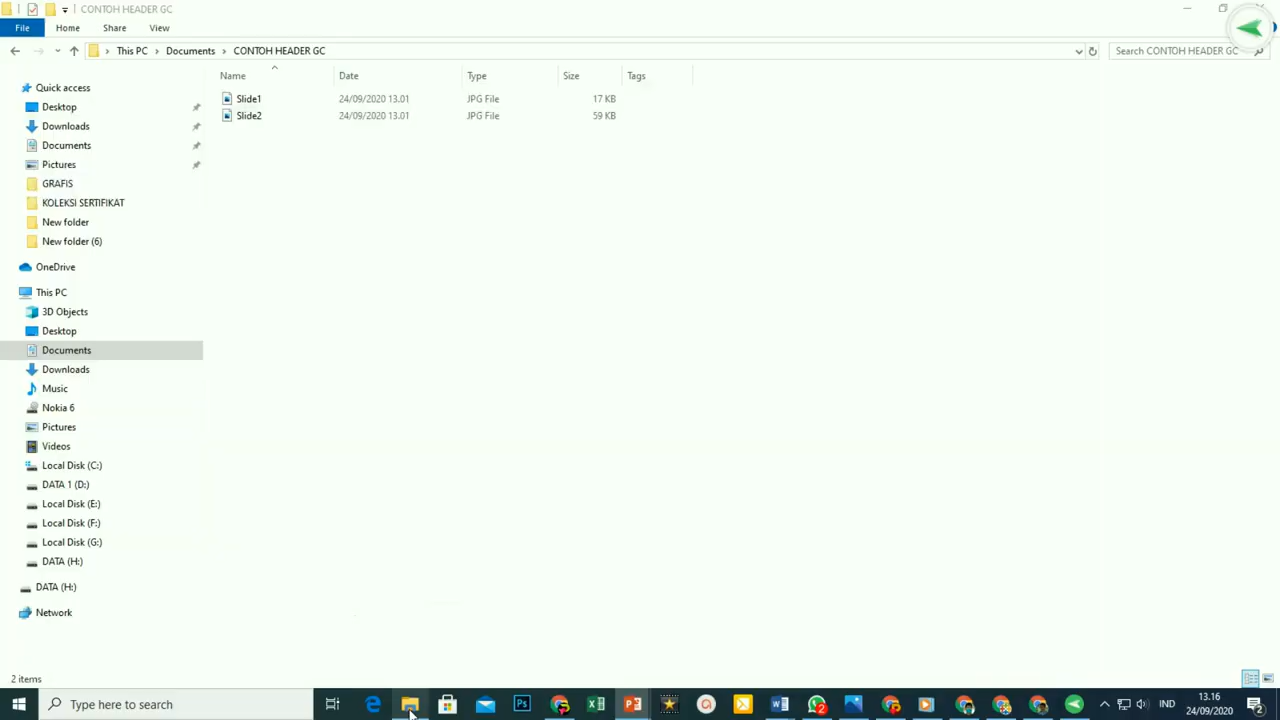 CONTOH HEADER GC
File Home Share View
This PC Documents CONTOH HEADER GC Search CONTOH HEADER GC
Name Date Type Size Tags
Slide1 24/09/2020 13.01 JPG File 17 KB
Slide2 24/09/2020 13.01 JPG File 59 KB
Quick access
Desktop
Downloads
Documents
Pictures
GRAFIS
KOLEKSI SERTIFIKAT
New folder
New folder (6)
OneDrive
This PC
3D Objects
Desktop
Documents
Downloads
Music
Nokia 6
Pictures
Videos
Local Disk (C:)
DATA 1 (D:)
Local Disk (E:)
Local Disk (F:)
Local Disk (G:)
DATA (H:)
DATA (H:)
Network
2 items
Type here to search Ps 2 IND 13.16
24/09/2020 2